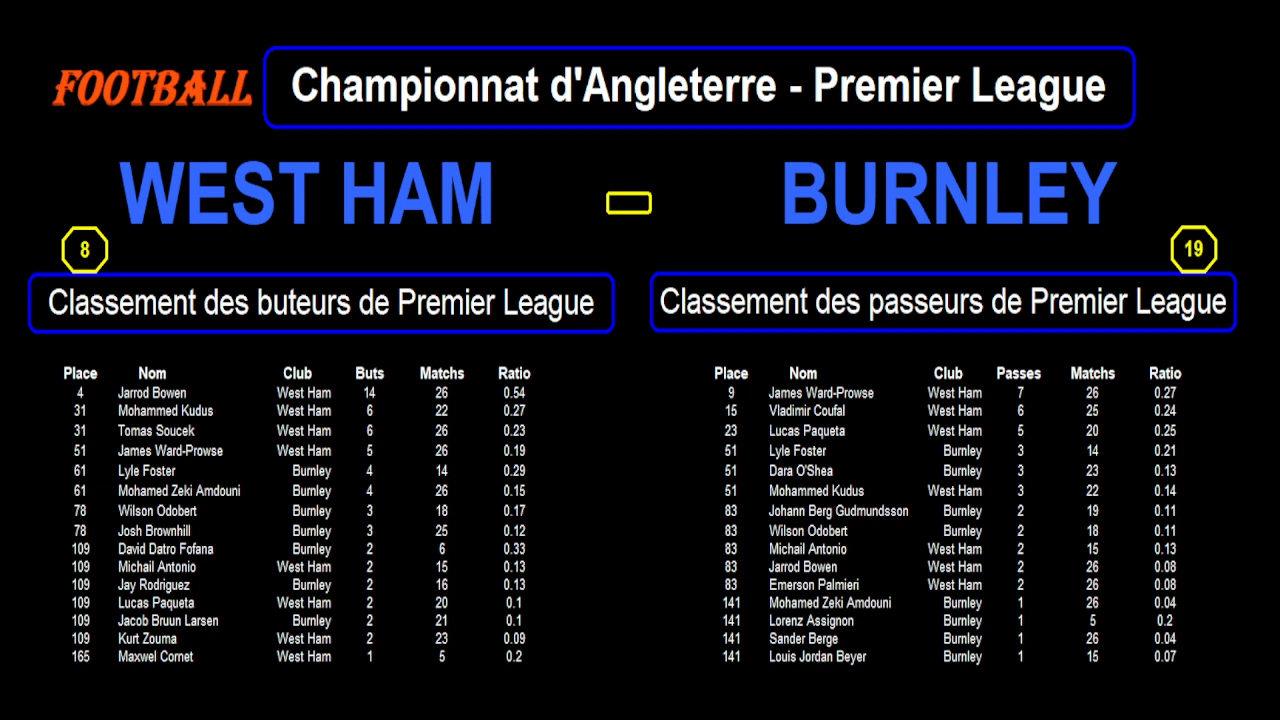 FOOTBALL Championnat d'Angleterre - Premier League
WEST HAM - BURNLEY
8 19
Classement des buteurs de Premier League
Place Nom Club Buts Matchs Ratio
4 Jarrod Bowen West Ham 14 26 0.54
31 Mohammed Kudus West Ham 6 22 0.27
31 Tomas Soucek West Ham 6 26 0.23
51 James Ward-Prowse West Ham 5 26 0.19
61 Lyle Foster Burnley 4 14 0.29
61 Mohamed Zeki Amdouni Burnley 4 26 0.15
78 Wilson Odobert Burnley 3 18 0.17
78 Josh Brownhill Burnley 3 25 0.12
109 David Datro Fofana Burnley 2 6 0.33
109 Michail Antonio West Ham 2 15 0.13
109 Jay Rodriguez Burnley 2 16 0.13
109 Lucas Paqueta West Ham 2 20 0.1
109 Jacob Bruun Larsen Burnley 2 21 0.1
109 Kurt Zouma West Ham 2 23 0.09
165 Maxwel Cornet West Ham 1 5 0.2
Classement des passeurs de Premier League
Place Nom Club Passes Matchs Ratio
9 James Ward-Prowse West Ham 7 26 0.27
15 Vladimir Coufal West Ham 6 25 0.24
23 Lucas Paqueta West Ham 5 20 0.25
51 Lyle Foster Burnley 3 14 0.21
51 Dara O'Shea Burnley 3 23 0.13
51 Mohammed Kudus West Ham 3 22 0.14
83 Johann Berg Gudmundsson Burnley 2 19 0.11
83 Wilson Odobert Burnley 2 18 0.11
83 Michail Antonio West Ham 2 15 0.13
83 Jarrod Bowen West Ham 2 26 0.08
83 Emerson Palmieri West Ham 2 26 0.08
141 Mohamed Zeki Amdouni Burnley 1 26 0.04
141 Lorenz Assignon Burnley 1 5 0.2
141 Sander Berge Burnley 1 26 0.04
141 Louis Jordan Beyer Burnley 1 15 0.07